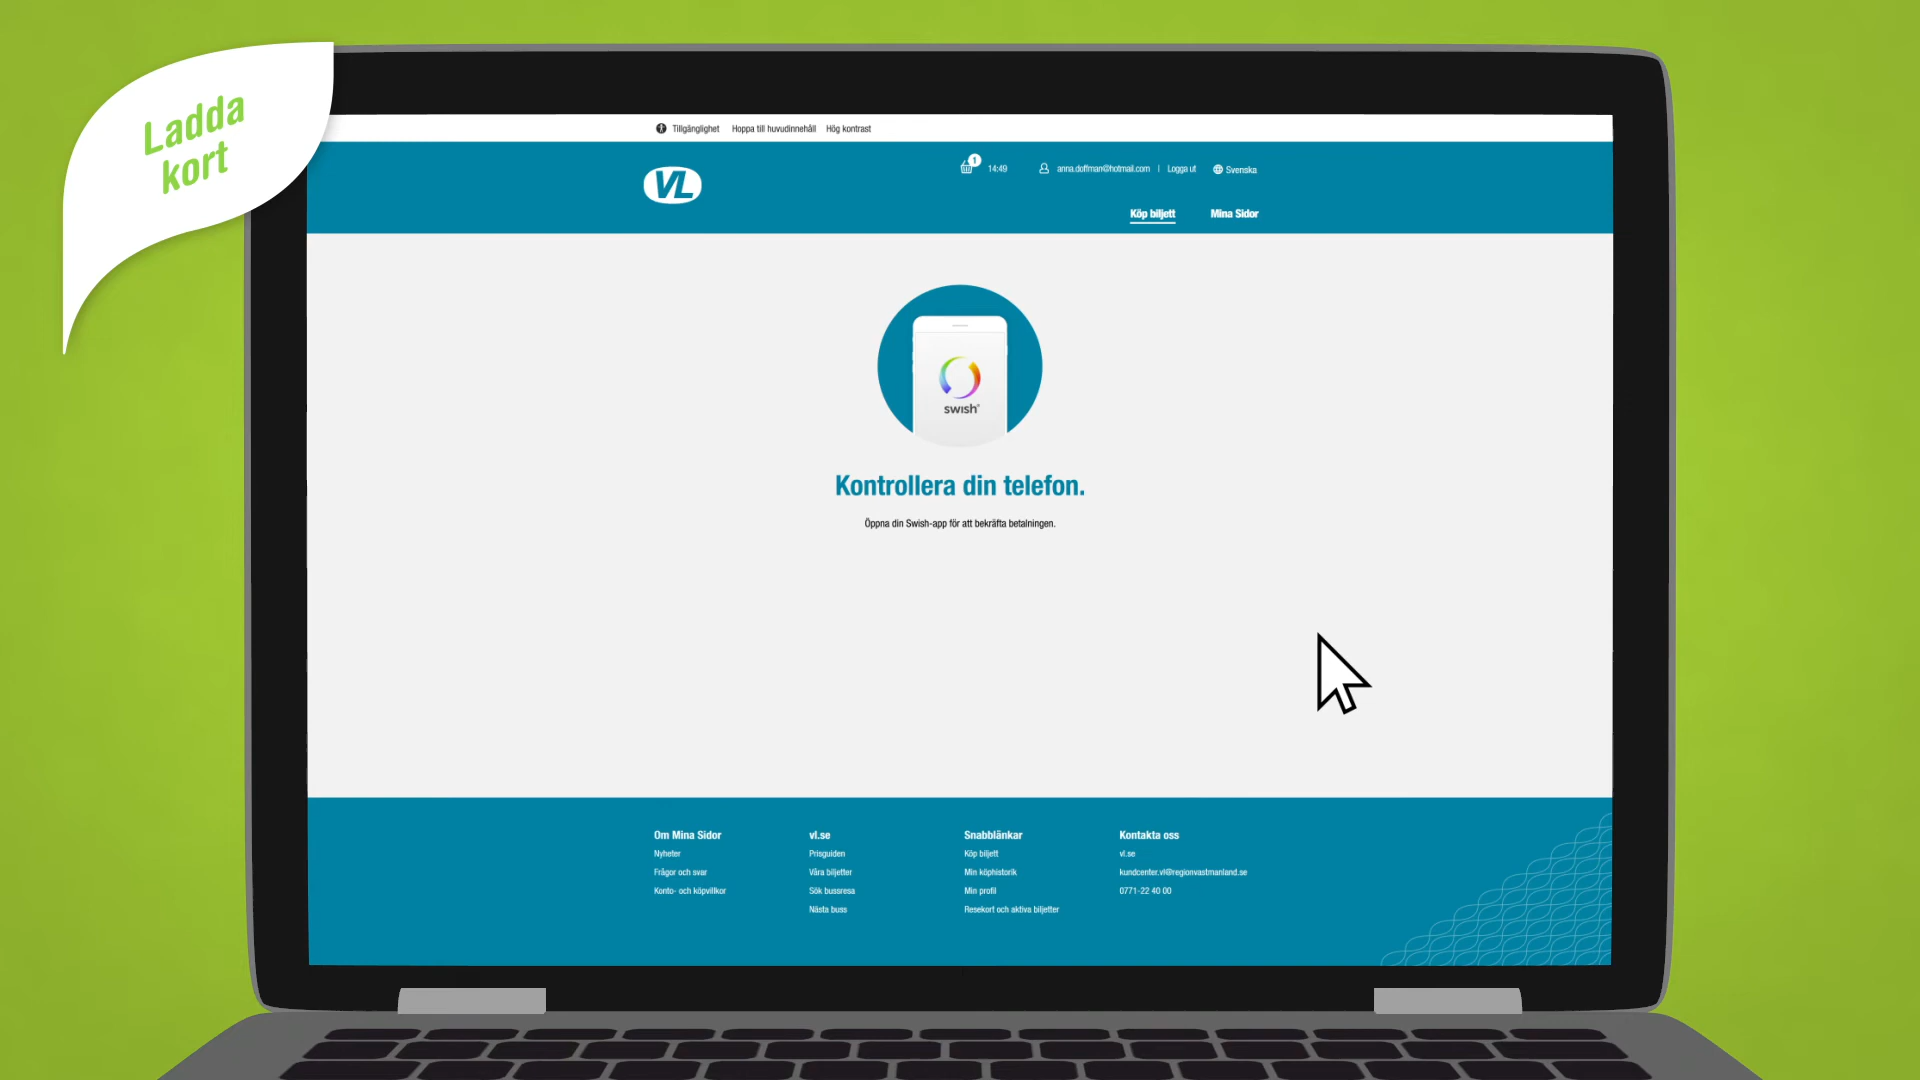 Ladda
kort
Tillgänglighet Hoppa till huvudinnehåll Hög kontrast
VL
1
14:49
anna.doffman@hotmail.com | Logga ut
Svenska
Köp biljett Mina Sidor
swish®
Kontrollera din telefon.
Öppna din Swish-app för att bekräfta betalningen.
Om Mina Sidor
Nyheter
Frågor och svar
Konto- och köpvillkor
vl.se
Prisguiden
Våra biljetter
Sök bussresa
Nästa buss
Snabblänkar
Köp biljett
Min köphistorik
Min profil
Resekort och aktiva biljetter
Kontakta oss
vl.se
kundcenter.vl@regionvastmanland.se
0771-22 40 00